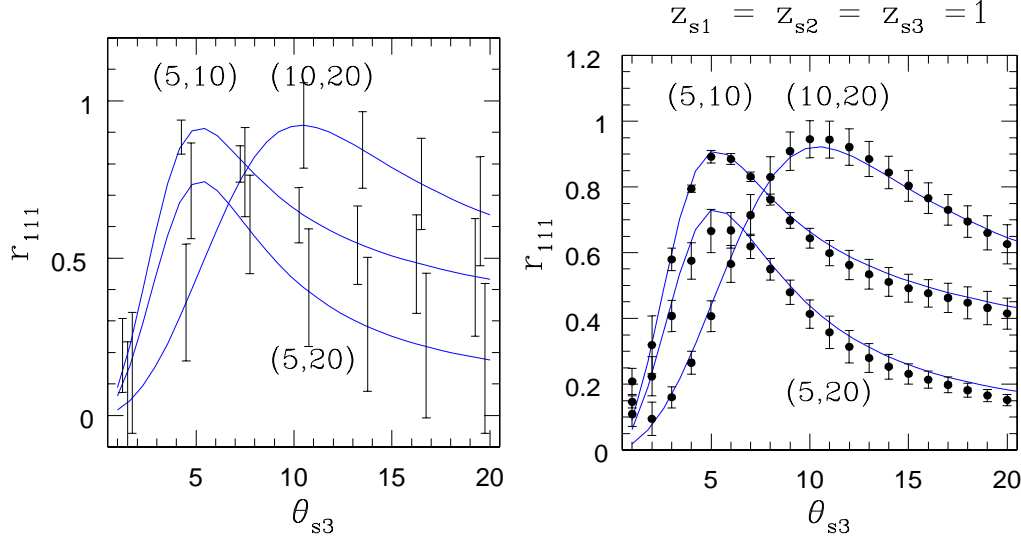 z_s1 = z_s2 = z_s3 = 1
(5,10) (10,20)
1
0.5
0
r_111
(5,20)
5 10 15 20
θ_s3
1.2
1
0.8
0.6
0.4
0.2
0
r_111
(5,10) (10,20)
(5,20)
5 10 15 20
θ_s3